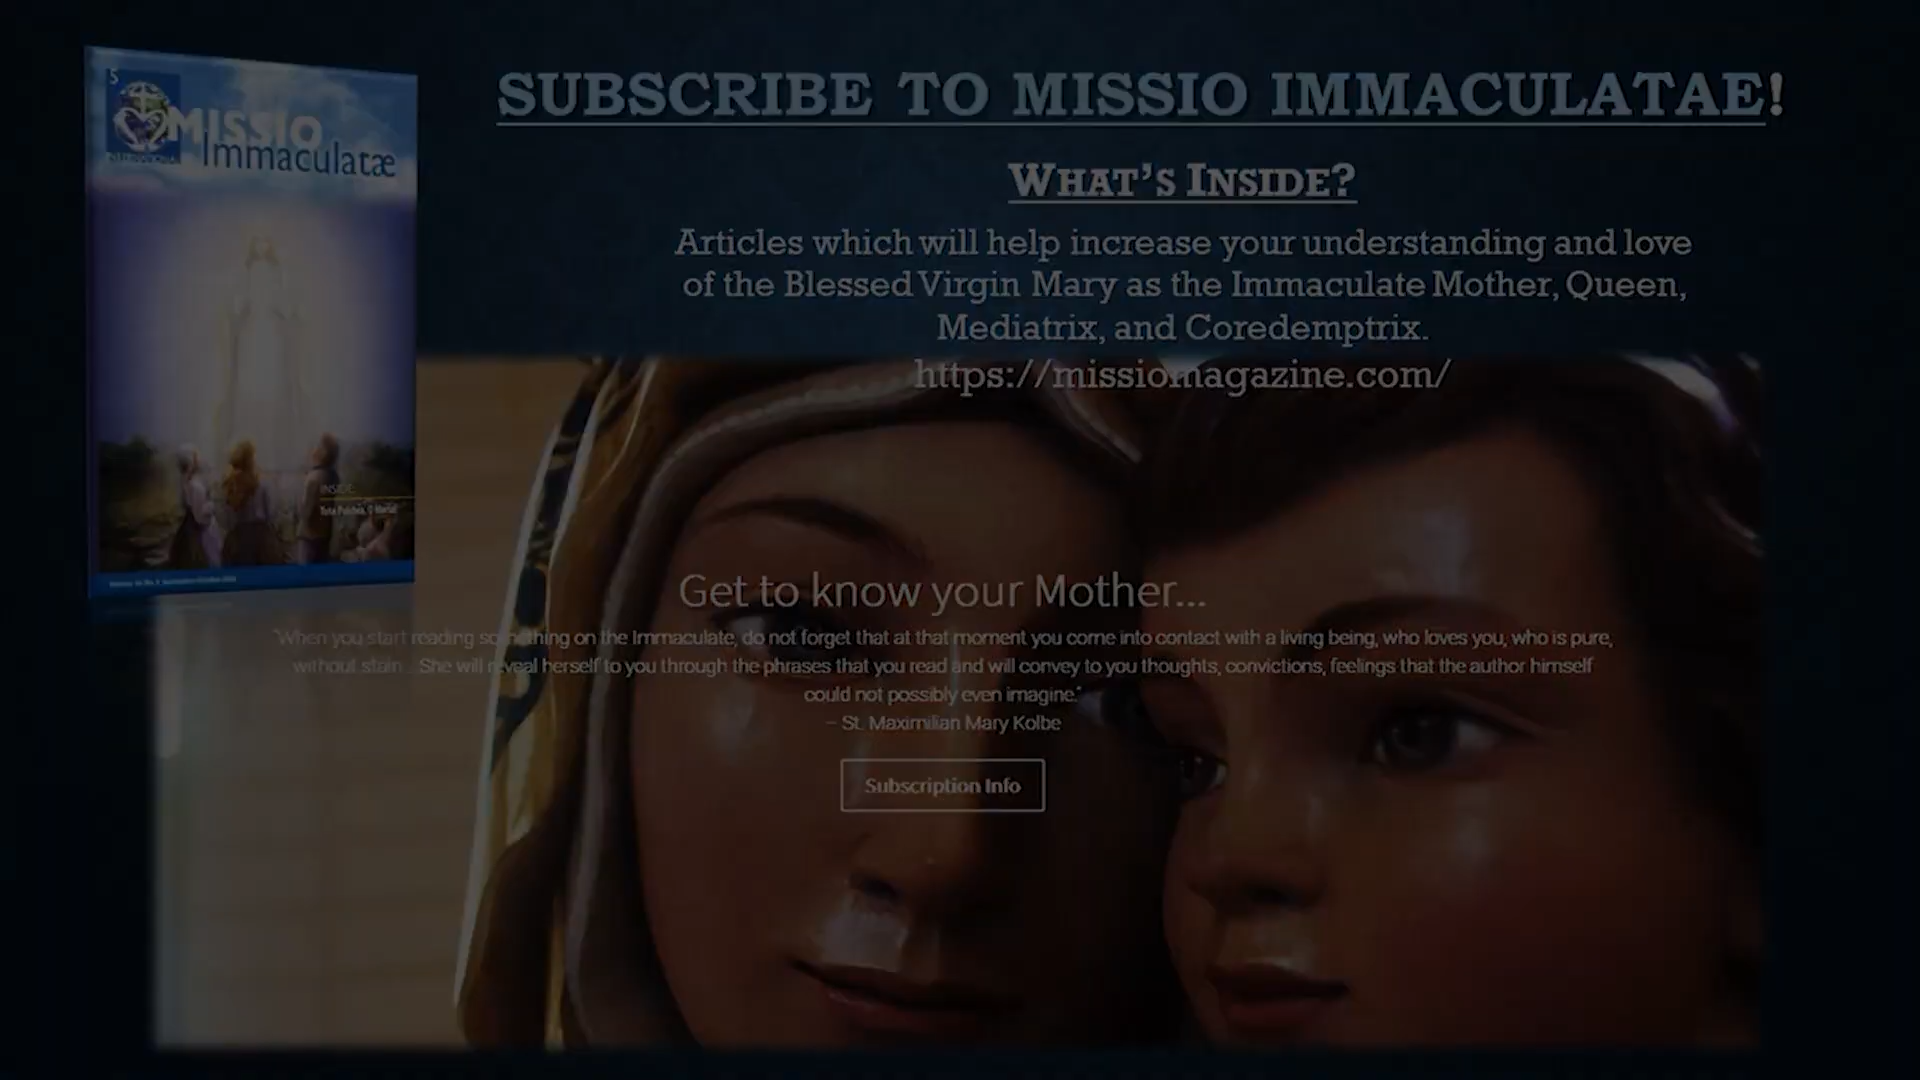 SUBSCRIBE TO MISSIO IMMACULATAE!
WHAT'S INSIDE?
Articles which will help increase your understanding and love
of the Blessed Virgin Mary as the Immaculate Mother, Queen,
Mediatrix, and Coredemptrix.
https://missiomagazine.com/
S
MISSIO
Immaculatæ
INSIDE:
Tota Pulchra, O Maria!
Get to know your Mother...
"When you start reading something on the Immaculate, do not forget that at that moment you come into contact with a living being, who loves you, who is pure,
without stain... She will reveal herself to you through the phrases that you read and will convey to you thoughts, convictions, feelings that the author himself
could not possibly even imagine."
– St. Maximilian Mary Kolbe
Subscription Info